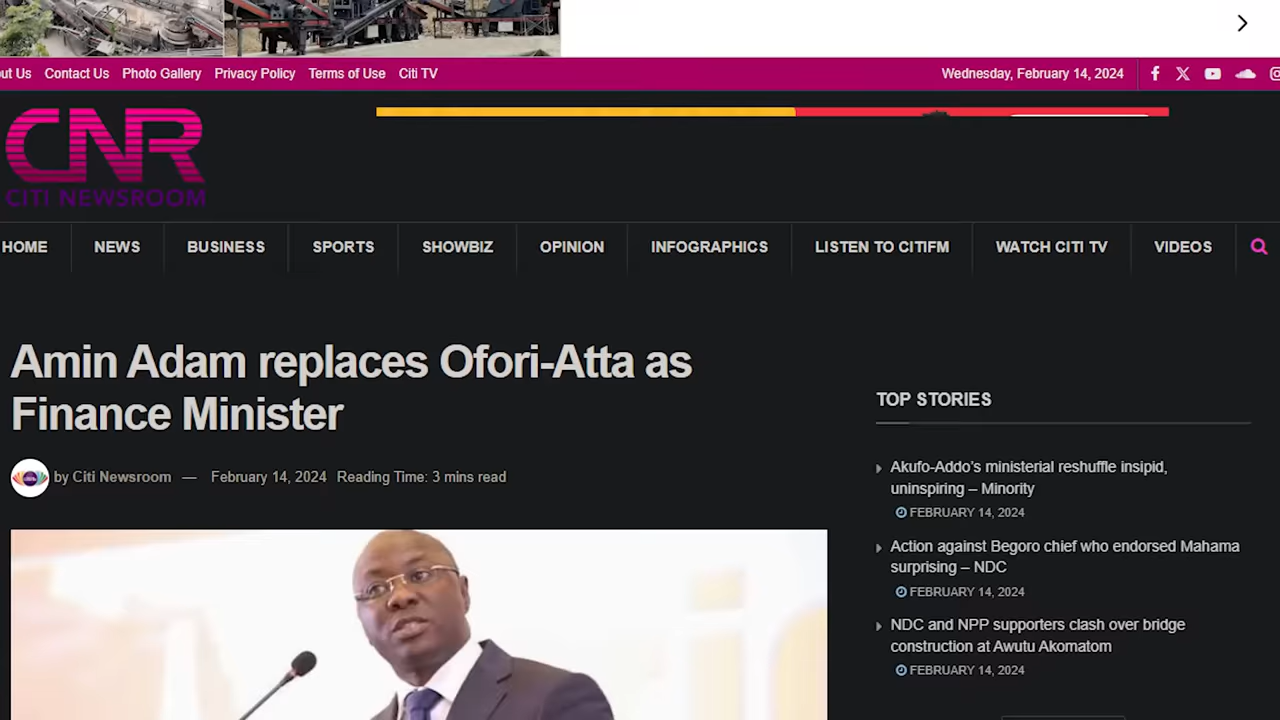 ut Us Contact Us Photo Gallery Privacy Policy Terms of Use Citi TV Wednesday, February 14, 2024
CNR
CITI NEWSROOM
HOME NEWS BUSINESS SPORTS SHOWBIZ OPINION INFOGRAPHICS LISTEN TO CITIFM WATCH CITI TV VIDEOS
Amin Adam replaces Ofori-Atta as
Finance Minister
by Citi Newsroom — February 14, 2024 Reading Time: 3 mins read
TOP STORIES
Akufo-Addo's ministerial reshuffle insipid,
uninspiring – Minority
FEBRUARY 14, 2024
Action against Begoro chief who endorsed Mahama
surprising – NDC
FEBRUARY 14, 2024
NDC and NPP supporters clash over bridge
construction at Awutu Akomatom
FEBRUARY 14, 2024